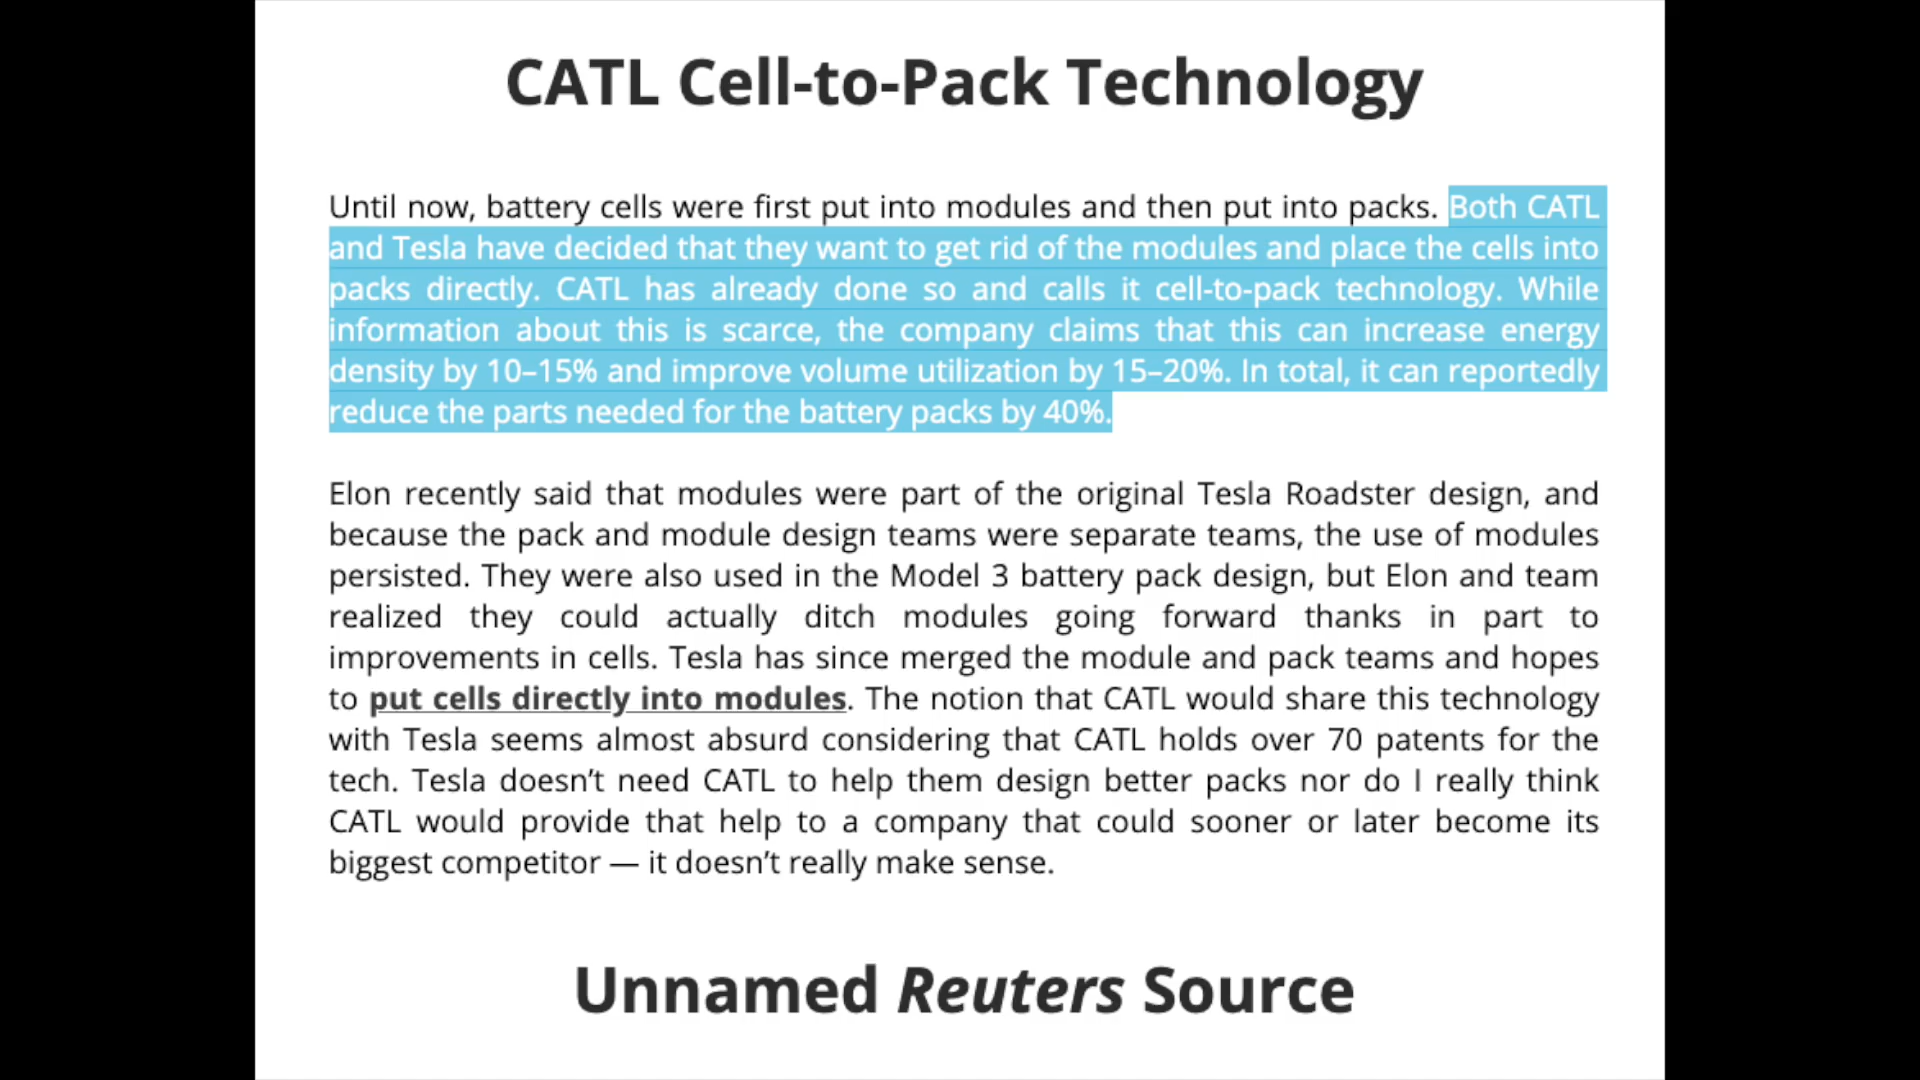 CATL Cell-to-Pack Technology
Until now, battery cells were first put into modules and then put into packs. Both CATL
and Tesla have decided that they want to get rid of the modules and place the cells into
packs directly. CATL has already done so and calls it cell-to-pack technology. While
information about this is scarce, the company claims that this can increase energy
density by 10–15% and improve volume utilization by 15–20%. In total, it can reportedly
reduce the parts needed for the battery packs by 40%.
Elon recently said that modules were part of the original Tesla Roadster design, and
because the pack and module design teams were separate teams, the use of modules
persisted. They were also used in the Model 3 battery pack design, but Elon and team
realized they could actually ditch modules going forward thanks in part to
improvements in cells. Tesla has since merged the module and pack teams and hopes
to put cells directly into modules. The notion that CATL would share this technology
with Tesla seems almost absurd considering that CATL holds over 70 patents for the
tech. Tesla doesn’t need CATL to help them design better packs nor do I really think
CATL would provide that help to a company that could sooner or later become its
biggest competitor — it doesn’t really make sense.
Unnamed Reuters Source